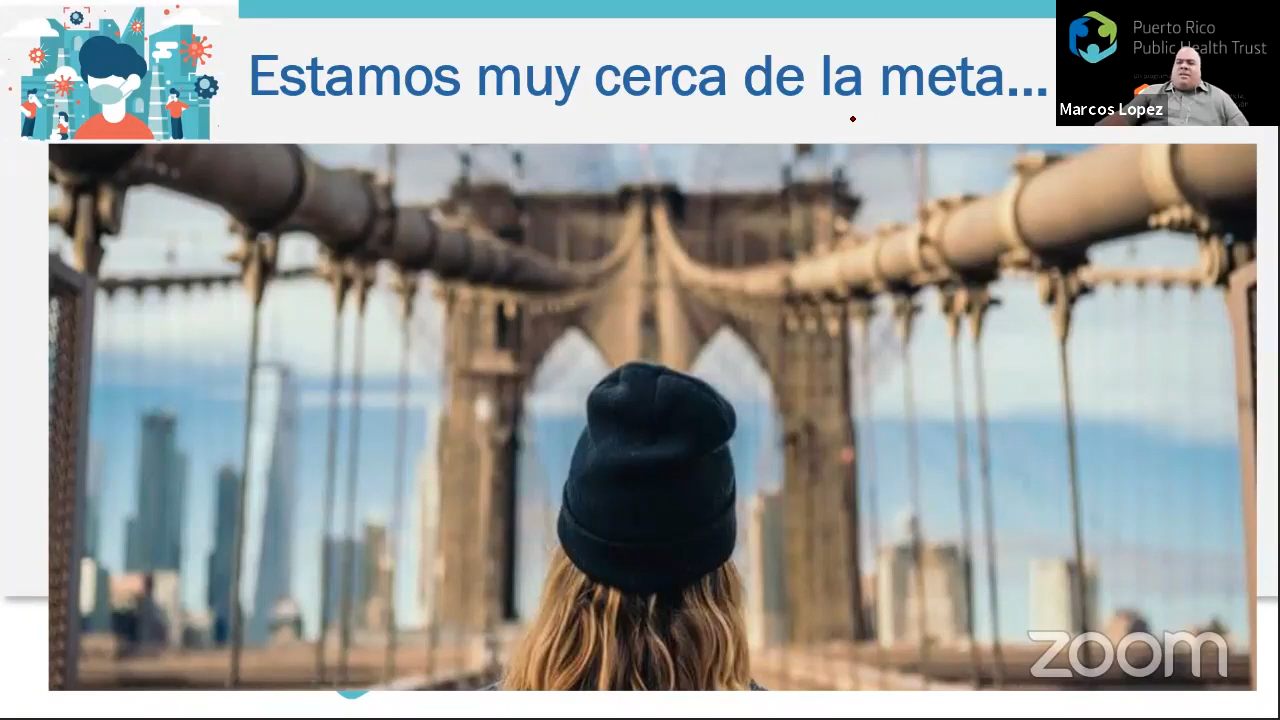 Estamos muy cerca de la meta...
Puerto Rico
Public Health Trust
Marcos Lopez
zoom